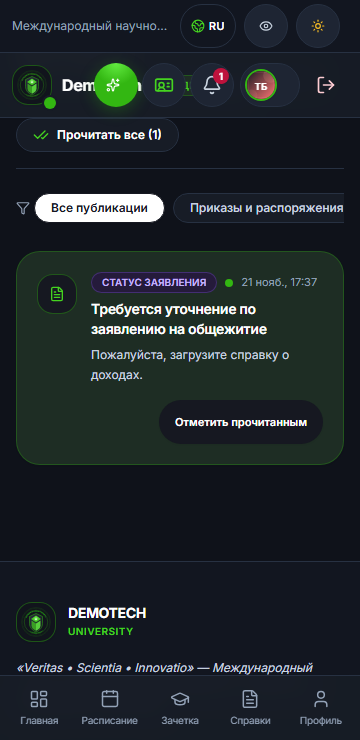 Международный научно...
RU
Dem
1
ТБ
Прочитать все (1)
Все публикации
Приказы и распоряжения
СТАТУС ЗАЯВЛЕНИЯ
21 нояб., 17:37
Требуется уточнение по
заявлению на общежитие
Пожалуйста, загрузите справку о
доходах.
Отметить прочитанным
DEMOTECH
UNIVERSITY
«Veritas • Scientia • Innovatio» — Международный
Главная
Расписание
Зачетка
Справки
Профиль